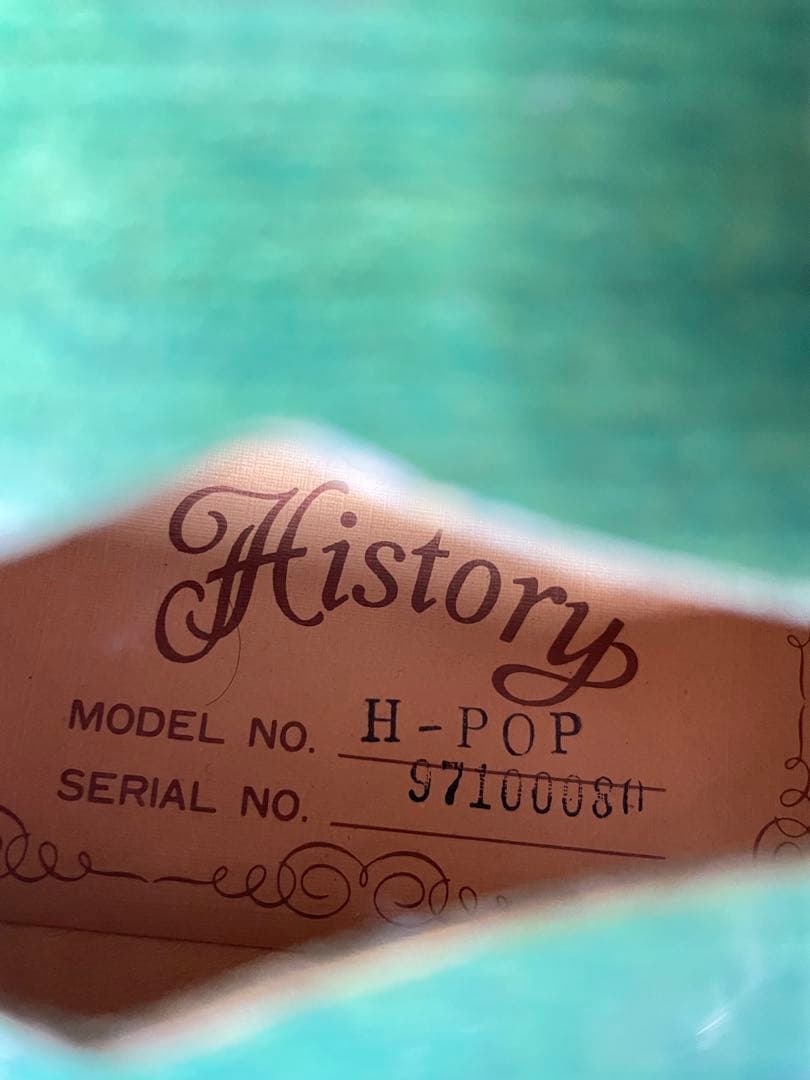 History
MODEL NO. H-POP
SERIAL NO. 97100080